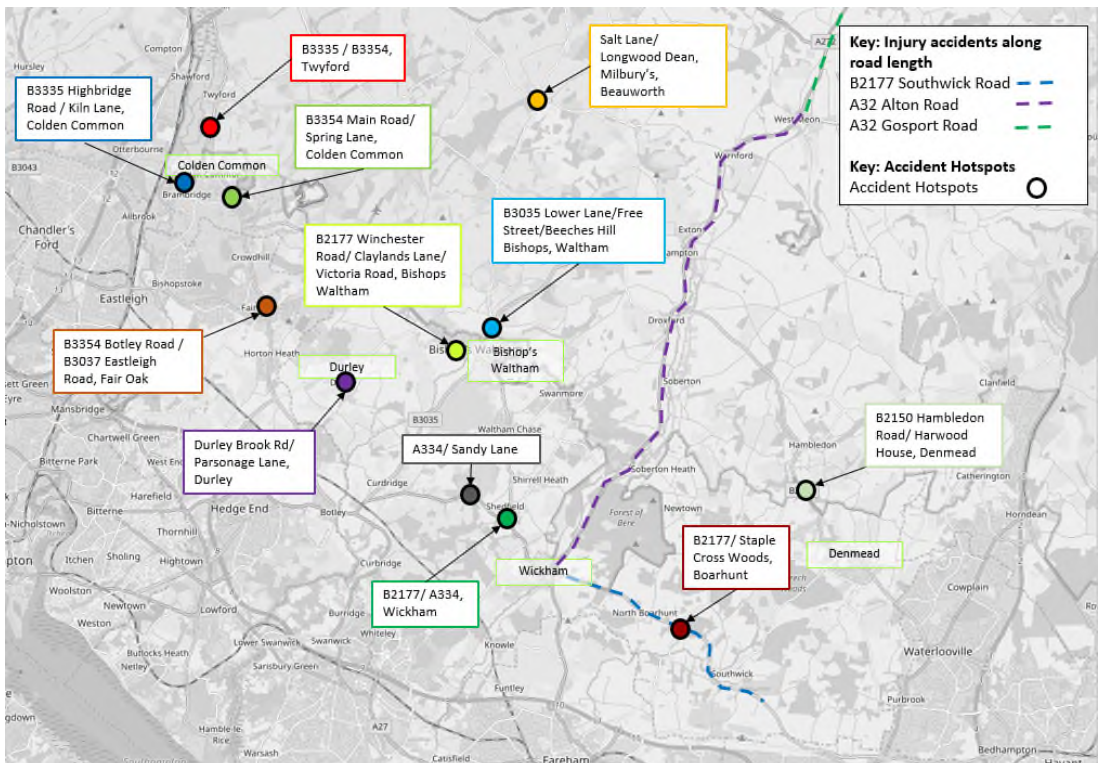 Key: Injury accidents along
road length
B2177 Southwick Road
A32 Alton Road
A32 Gosport Road
Key: Accident Hotspots
Accident Hotspots
B3335 / B3354,
Twyford
Salt Lane/
Longwood Dean,
Milbury's,
Beauworth
B3335 Highbridge
Road / Kiln Lane,
Colden Common
B3354 Main Road/
Spring Lane,
Colden Common
B2177 Winchester
Road/ Claylands Lane/
Victoria Road, Bishops
Waltham
B3035 Lower Lane/Free
Street/Beeches Hill
Bishops, Waltham
B3354 Botley Road /
B3037 Eastleigh
Road, Fair Oak
Durley Brook Rd/
Parsonage Lane,
Durley
A334/ Sandy Lane
B2177/ A334,
Wickham
B2177/ Staple
Cross Woods,
Boarhunt
B2150 Hambledon
Road/ Harwood
House, Denmead
Colden Common
Durley
Bishop's
Waltham
Wickham
Denmead
Compton
Hursley
Shawford
Twyford
Otterbourne
B3043
Brambridge
Allbrook
Chandler's
Ford
Crowdhill
Bishopstoke
Eastleigh
Horton Heath
Mansbridge
Chartwell Green
Bitterne Park
West End
Harefield
Bitterne
Hedge End
Thornhill
Itchen
Sholing
Hightown
Woolston
Newtown
Lowford
Weston
Netley
Butlocks Heath
Hamble-le-
Rice
Warsash
Lower Swanwick
Swanwick
Sarisbury Green
Burridge
Whiteley
Curbridge
Botley
Curdridge
Shedfield
Shirrell Heath
Waltham Chase
B3035
Swanmore
Droxford
Soberton
Soberton Heath
Exton
Warnford
West Meon
Forest of
Bere
Newtown
Hambledon
North Boarhunt
Southwick
Knowle
Funtley
A27
Catisfield
Fareham
Clanfield
Catherington
Horndean
Cowplain
Waterlooville
Purbrook
Bedhampton
Havant